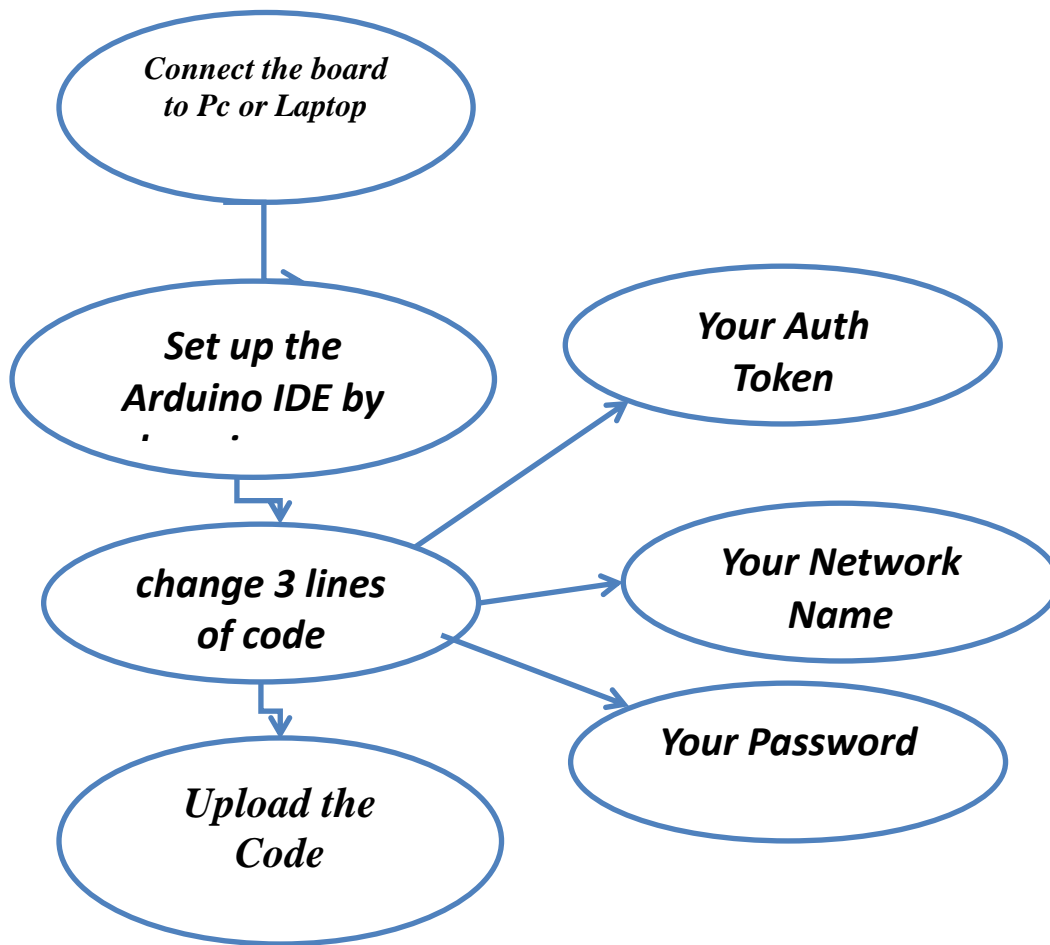 Connect the board
to Pc or Laptop
Set up the
Arduino IDE by
change 3 lines
of code
Your Auth
Token
Your Network
Name
Your Password
Upload the
Code